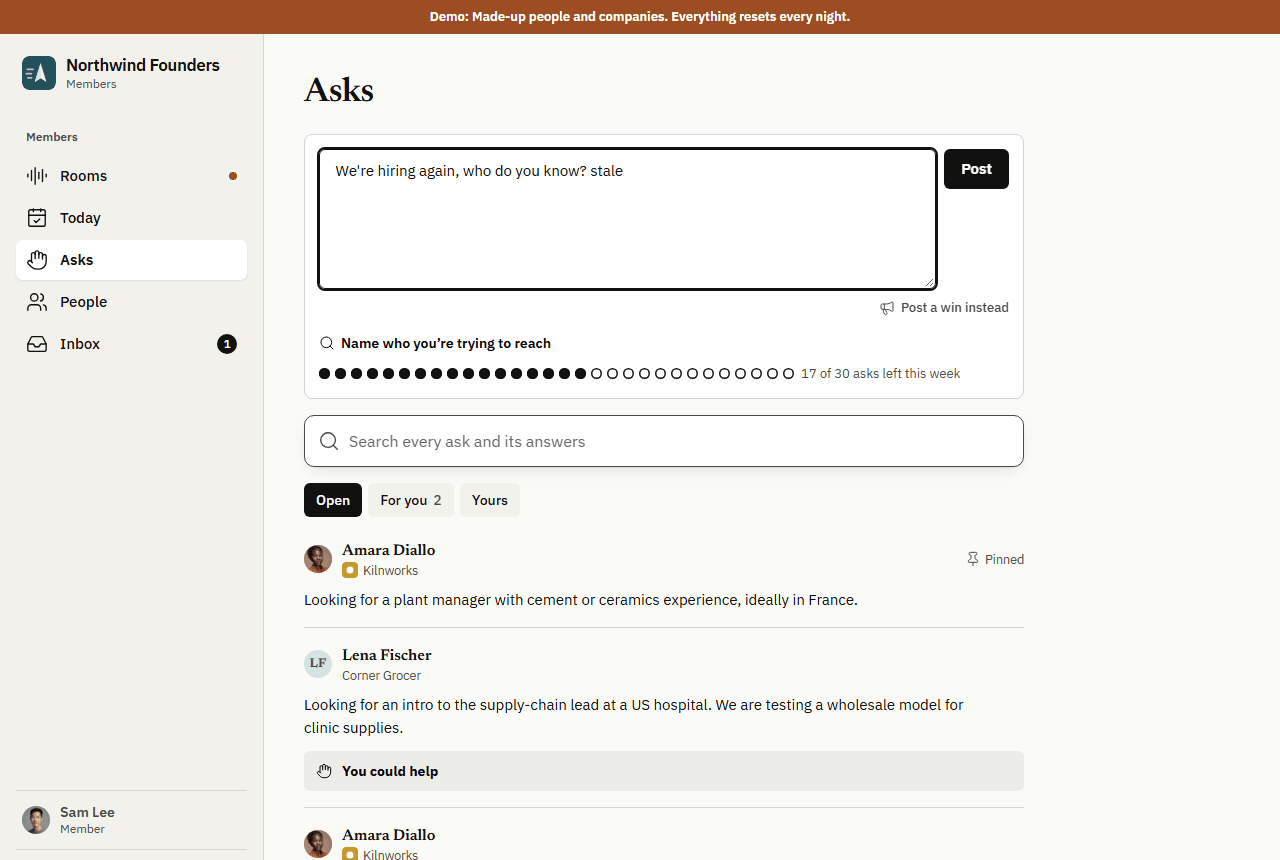 Demo: Made-up people and companies. Everything resets every night.
Northwind Founders
Members
Members
Rooms
Today
Asks
People
Inbox
1
Sam Lee
Member
Asks
We're hiring again, who do you know? stale
Post
Post a win instead
Name who you’re trying to reach
17 of 30 asks left this week
Search every ask and its answers
Open
For you 2
Yours
Amara Diallo
Kilnworks
Pinned
Looking for a plant manager with cement or ceramics experience, ideally in France.
LF
Lena Fischer
Corner Grocer
Looking for an intro to the supply-chain lead at a US hospital. We are testing a wholesale model for
clinic supplies.
You could help
Amara Diallo
Kilnworks